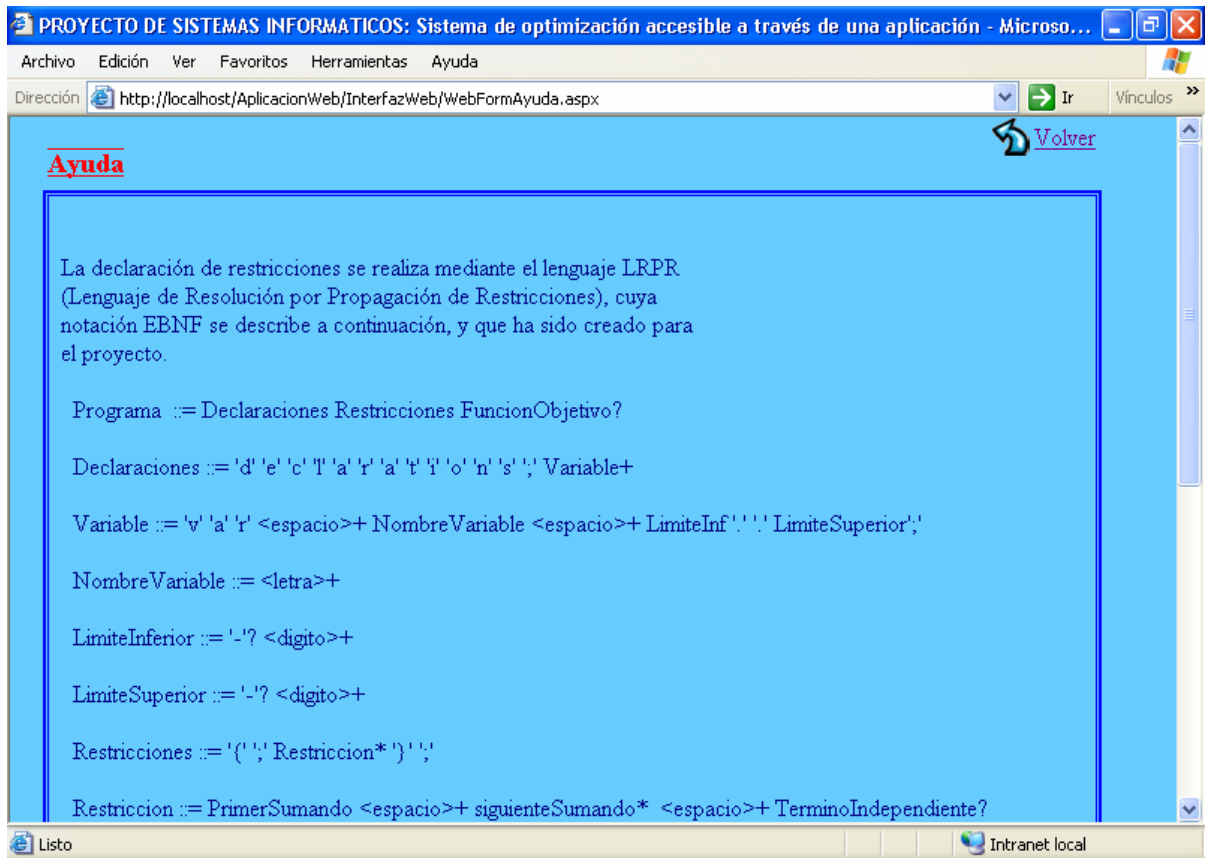 PROYECTO DE SISTEMAS INFORMATICOS: Sistema de optimización accesible a través de una aplicación - Microso...
Archivo Edición Ver Favoritos Herramientas Ayuda
Dirección http://localhost/AplicacionWeb/InterfazWeb/WebFormAyuda.aspx Ir Vínculos »
Volver
Ayuda
La declaración de restricciones se realiza mediante el lenguaje LRPR
(Lenguaje de Resolución por Propagación de Restricciones), cuya
notación EBNF se describe a continuación, y que ha sido creado para
el proyecto.
Programa ::= Declaraciones Restricciones FuncionObjetivo?
Declaraciones ::= 'd' 'e' 'c' 'l' 'a' 'r' 'a' 't' 'i' 'o' 'n' 's' ';' Variable+
Variable ::= 'v' 'a' 'r' <espacio>+ NombreVariable <espacio>+ LimiteInf '.' '.' LimiteSuperior';'
NombreVariable ::= <letra>+
LimiteInferior ::= '-'? <digito>+
LimiteSuperior ::= '-'? <digito>+
Restricciones ::= '{' ';' Restriccion* '}' ';'
Restriccion ::= PrimerSumando <espacio>+ siguienteSumando* <espacio>+ TerminoIndependiente?
Listo Intranet local